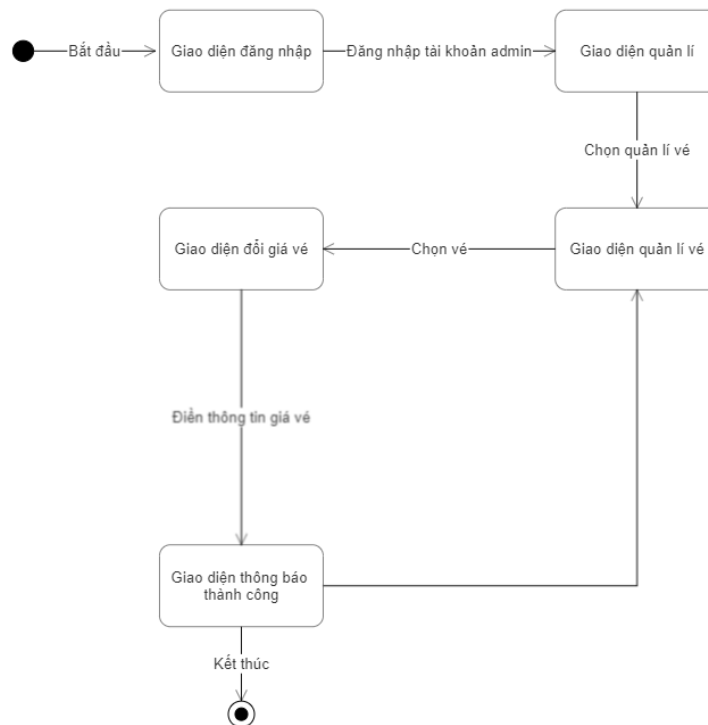 Bắt đầu
Giao diện đăng nhập
Đăng nhập tài khoản admin
Giao diện quản lí
Chọn quản lí vé
Giao diện đổi giá vé
Chọn vé
Giao diện quản lí vé
Điền thông tin giá vé
Giao diện thông báo
thành công
Kết thúc